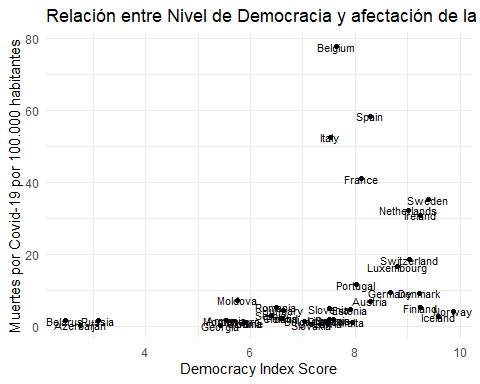 Relación entre Nivel de Democracia y afectación de la
Muertes por Covid-19 por 100.000 habitantes
80
60
40
20
0
Belgium
Spain
Italy
France
Sweden
Netherlands
Ireland
Switzerland
Luxembourg
Portugal
Germany
Denmark
Austria
Finland
Norway
Iceland
Moldova
Romania
Estonia
Belarus
Russia
Azerbaijan
Georgia
4
6
8
10
Democracy Index Score